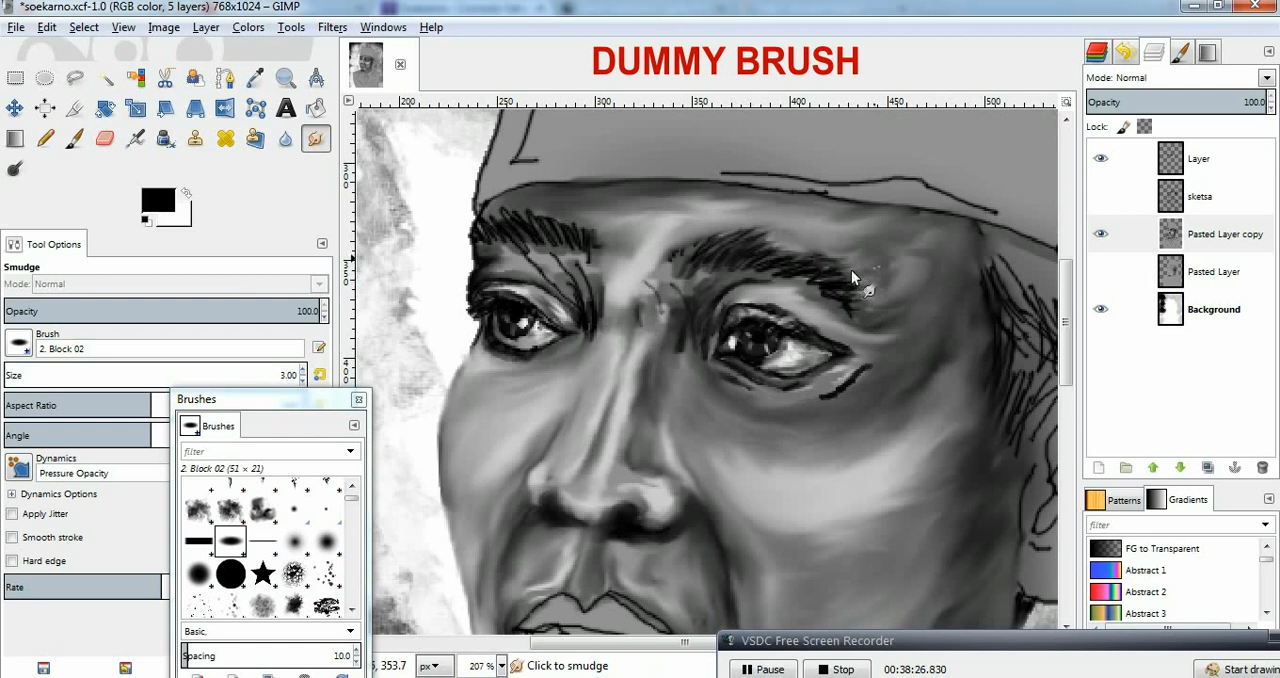 *soekarno.xcf-1.0 (RGB color, 5 layers) 768x1024 – GIMP
File Edit Select View Image Layer Colors Tools Filters Windows Help
DUMMY BRUSH
200 250 300 350 400 450 500
Tool Options
Smudge
Mode: Normal
Opacity 100.0
Brush
2. Block 02
Size 3.00
Aspect Ratio
Angle
Dynamics
Pressure Opacity
Dynamics Options
Apply Jitter
Smooth stroke
Hard edge
Rate
Brushes
Brushes
filter
2. Block 02 (51 × 21)
Basic,
Spacing 10.0
353.7 px 207 % Click to smudge
Mode: Normal
Opacity 100.0
Lock:
Layer
sketsa
Pasted Layer copy
Pasted Layer
Background
Patterns Gradients
filter
FG to Transparent
Abstract 1
Abstract 2
Abstract 3
VSDC Free Screen Recorder
Pause Stop 00:38:26.830 Start drawin